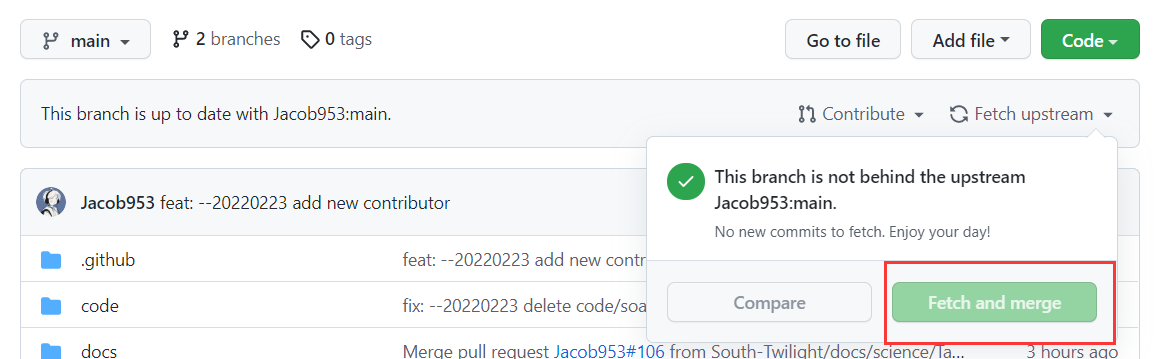 main
2 branches
0 tags
Go to file
Add file
Code
This branch is up to date with Jacob953:main.
Contribute
Fetch upstream
This branch is not behind the upstream
Jacob953:main.
No new commits to fetch. Enjoy your day!
Compare
Fetch and merge
Jacob953 feat: --20220223 add new contributor
.github
feat: --20220223 add new contr
code
fix: --20220223 delete code/soa
docs
Merge pull request Jacob953#106 from South-Twilight/docs/science/Ta...
3 hours ago